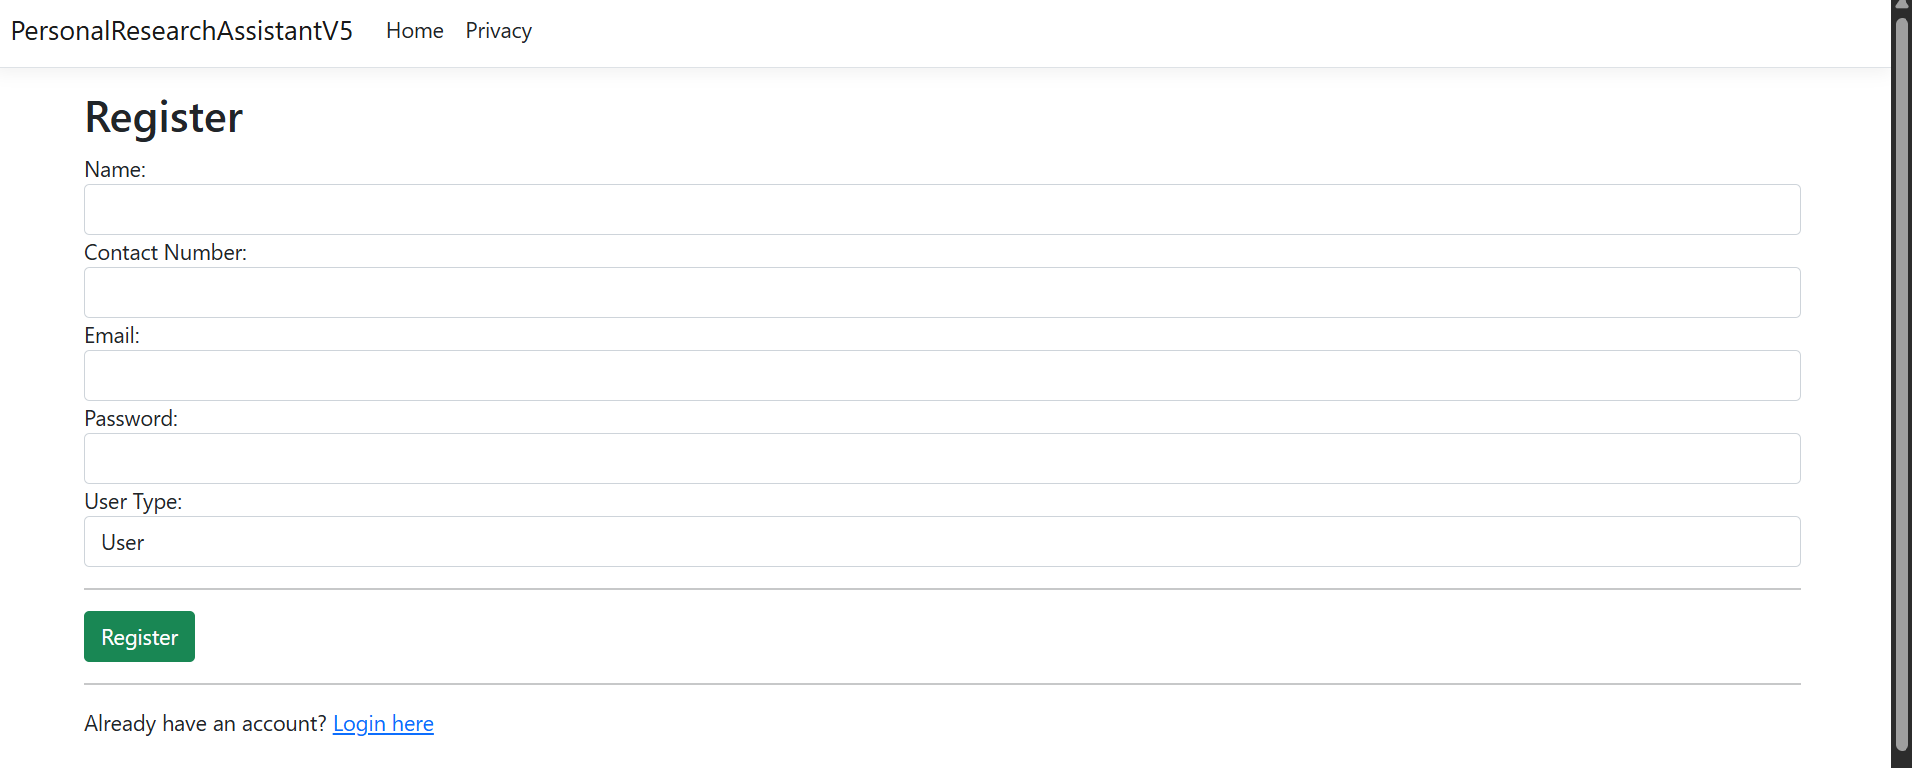 PersonalResearchAssistantV5 Home Privacy
Register
Name:
Contact Number:
Email:
Password:
User Type:
User
Register
Already have an account? Login here